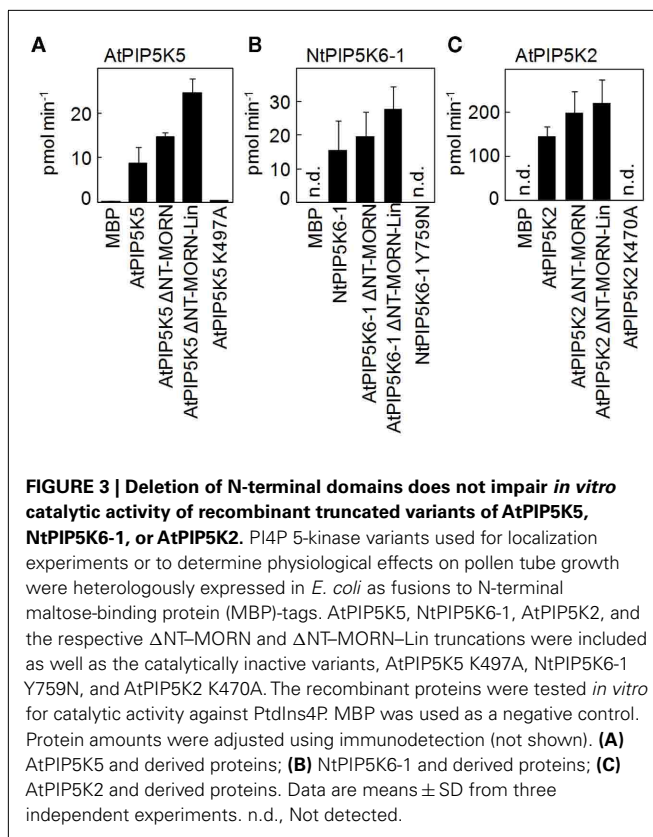 A
AtPIP5K5
pmol min-1
20
10
0
MBP
AtPIP5K5
AtPIP5K5 ΔNT-MORN
AtPIP5K5 ΔNT-MORN-Lin
AtPIP5K5 K497A
B
NtPIP5K6-1
pmol min-1
30
20
10
0
n.d.
n.d.
MBP
NtPIP5K6-1
AtPIP5K6-1 ΔNT-MORN
AtPIP5K6-1 ΔNT-MORN-Lin
NtPIP5K6-1 Y759N
C
AtPIP5K2
pmol min-1
200
100
0
n.d.
n.d.
MBP
AtPIP5K2
AtPIP5K2 ΔNT-MORN
AtPIP5K2 ΔNT-MORN-Lin
AtPIP5K2 K470A
FIGURE 3 | Deletion of N-terminal domains does not impair in vitro
catalytic activity of recombinant truncated variants of AtPIP5K5,
NtPIP5K6-1, or AtPIP5K2. PI4P 5-kinase variants used for localization
experiments or to determine physiological effects on pollen tube growth
were heterologously expressed in E. coli as fusions to N-terminal
maltose-binding protein (MBP)-tags. AtPIP5K5, NtPIP5K6-1, AtPIP5K2, and
the respective ΔNT–MORN and ΔNT–MORN–Lin truncations were included
as well as the catalytically inactive variants, AtPIP5K5 K497A, NtPIP5K6-1
Y759N, and AtPIP5K2 K470A. The recombinant proteins were tested in vitro
for catalytic activity against PtdIns4P. MBP was used as a negative control.
Protein amounts were adjusted using immunodetection (not shown). (A)
AtPIP5K5 and derived proteins; (B) NtPIP5K6-1 and derived proteins; (C)
AtPIP5K2 and derived proteins. Data are means ± SD from three
independent experiments. n.d., Not detected.